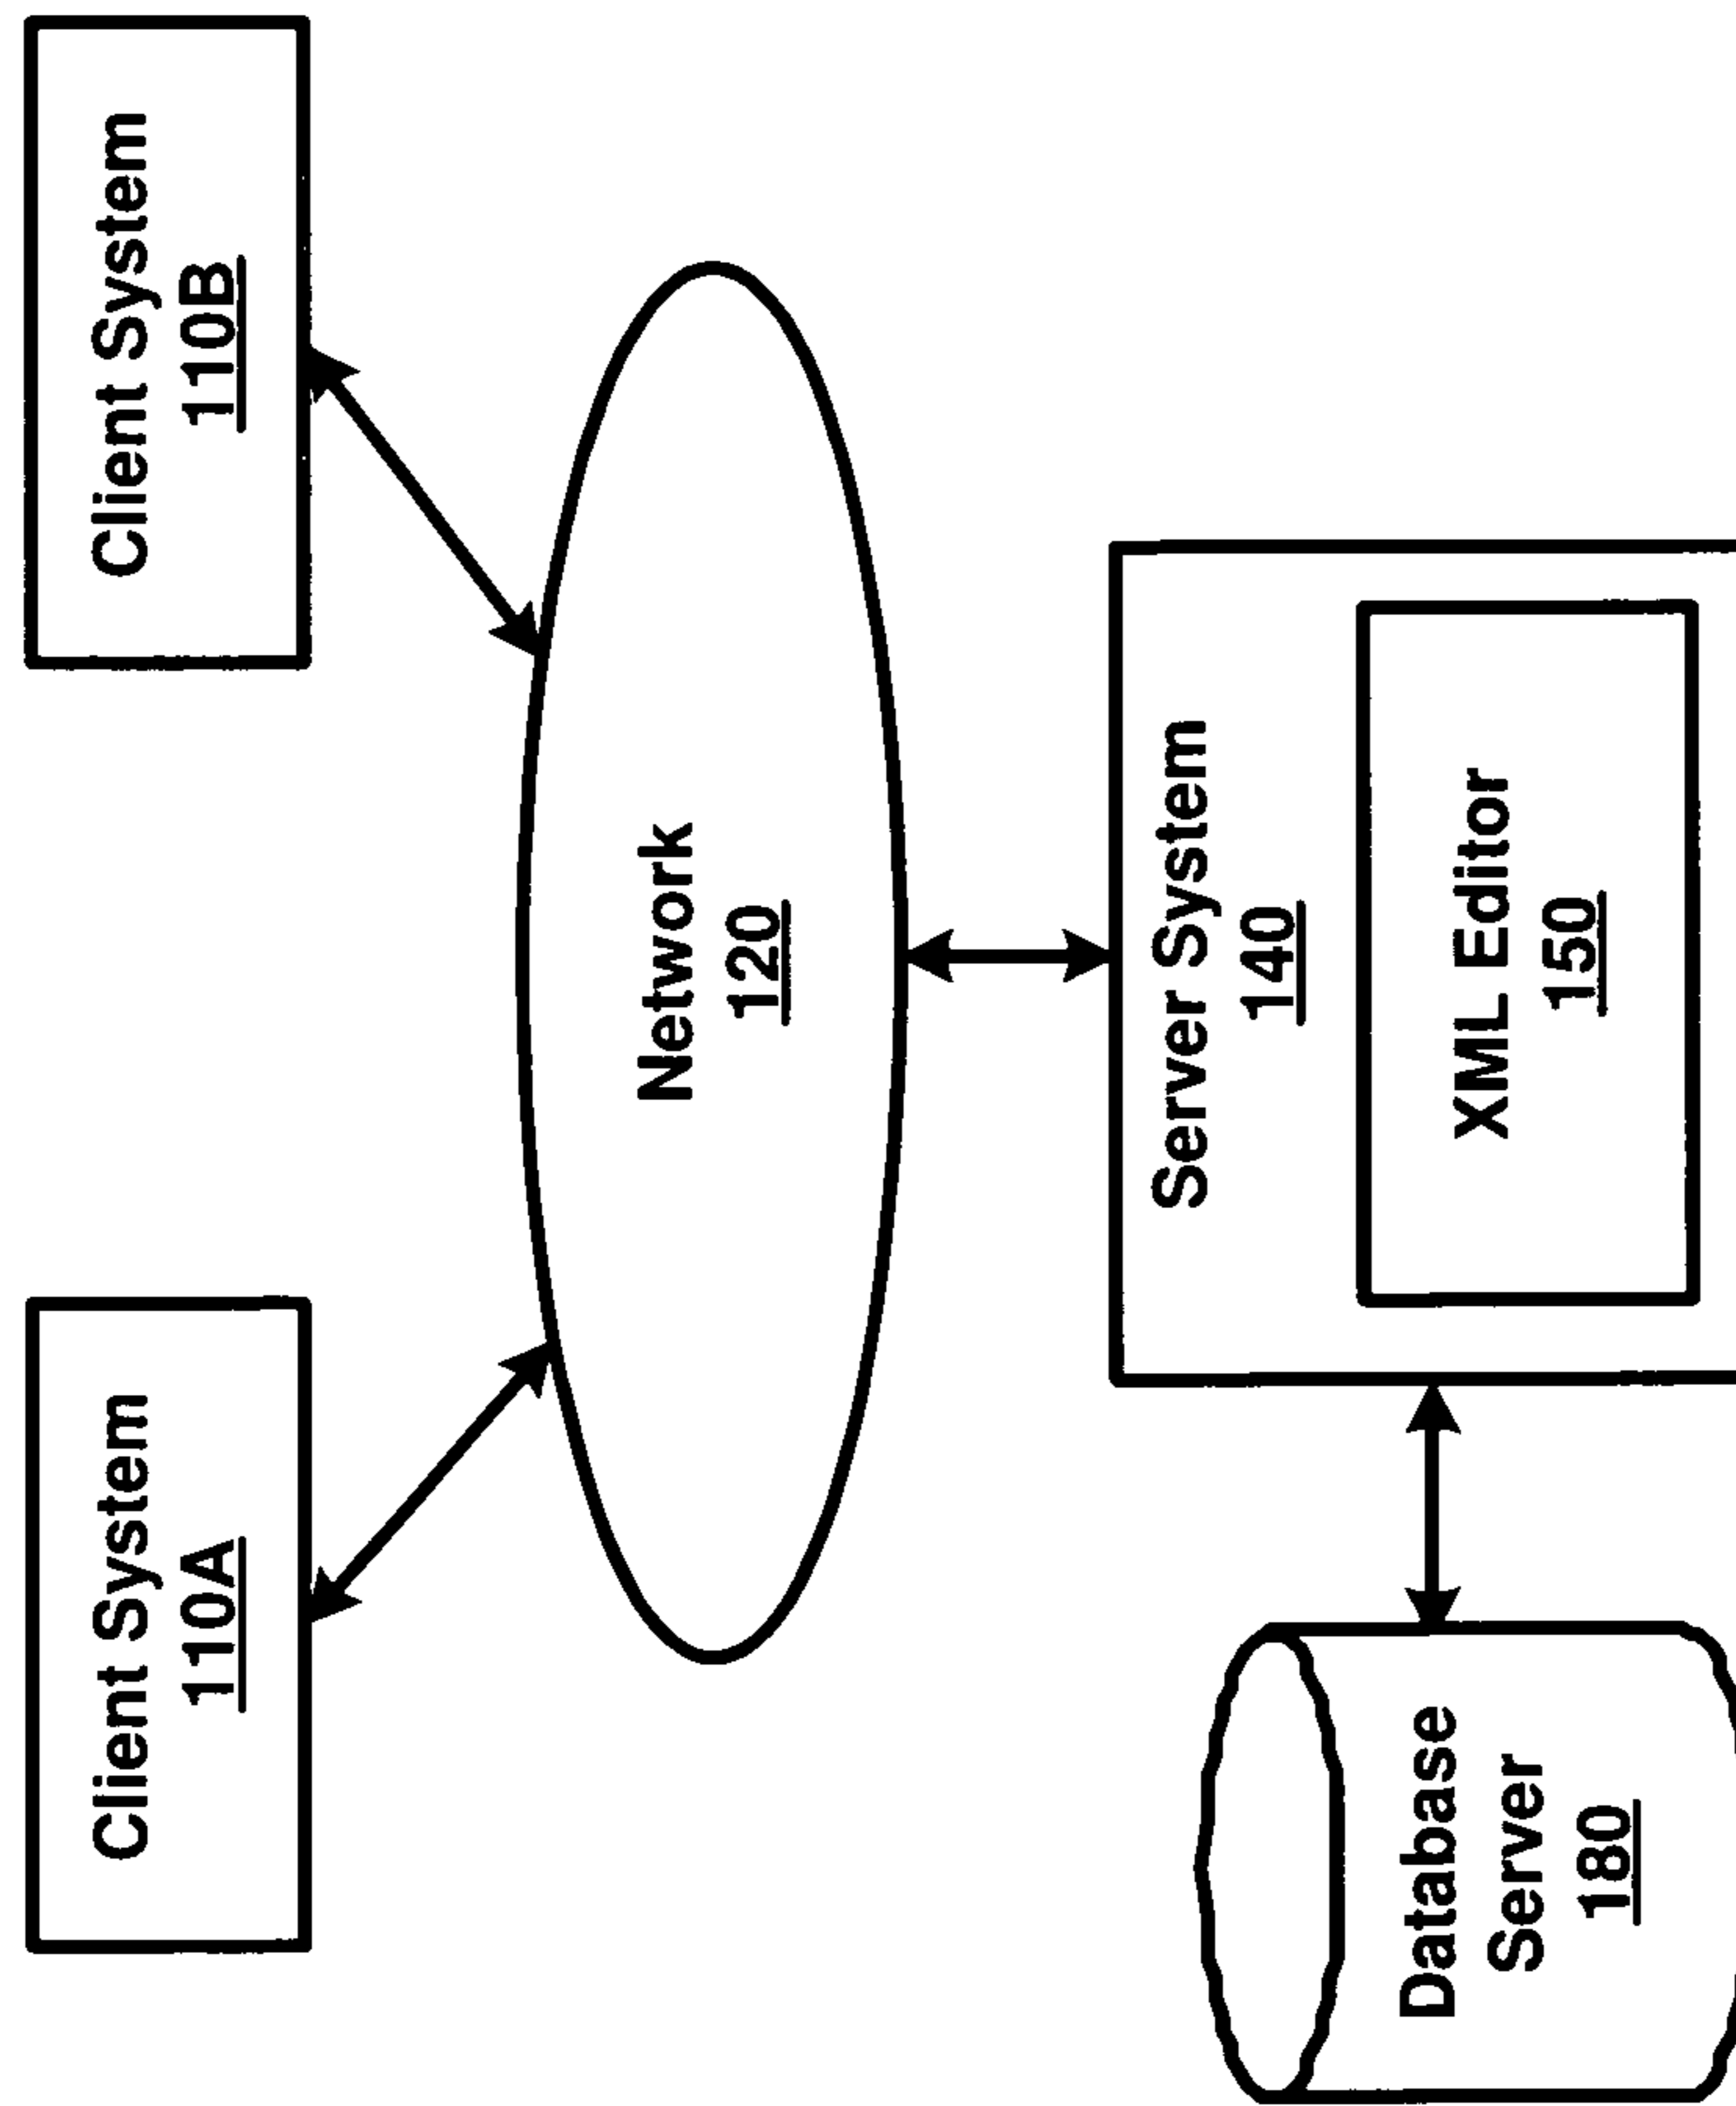 Client System
110A
Client System
110B
Network
120
Server System
140
XML Editor
150
Database
Server
180